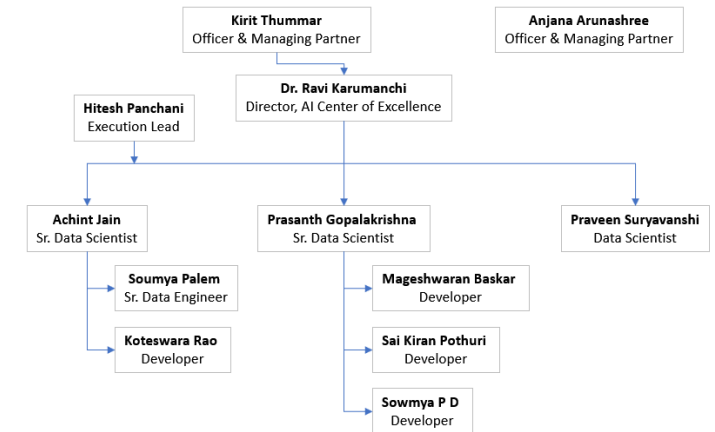 Kirit Thummar
Officer & Managing Partner
Anjana Arunashree
Officer & Managing Partner
Dr. Ravi Karumanchi
Director, AI Center of Excellence
Hitesh Panchani
Execution Lead
Achint Jain
Sr. Data Scientist
Prasanth Gopalakrishna
Sr. Data Scientist
Praveen Suryavanshi
Data Scientist
Soumya Palem
Sr. Data Engineer
Mageshwaran Baskar
Developer
Koteswara Rao
Developer
Sai Kiran Pothuri
Developer
Sowmya P D
Developer